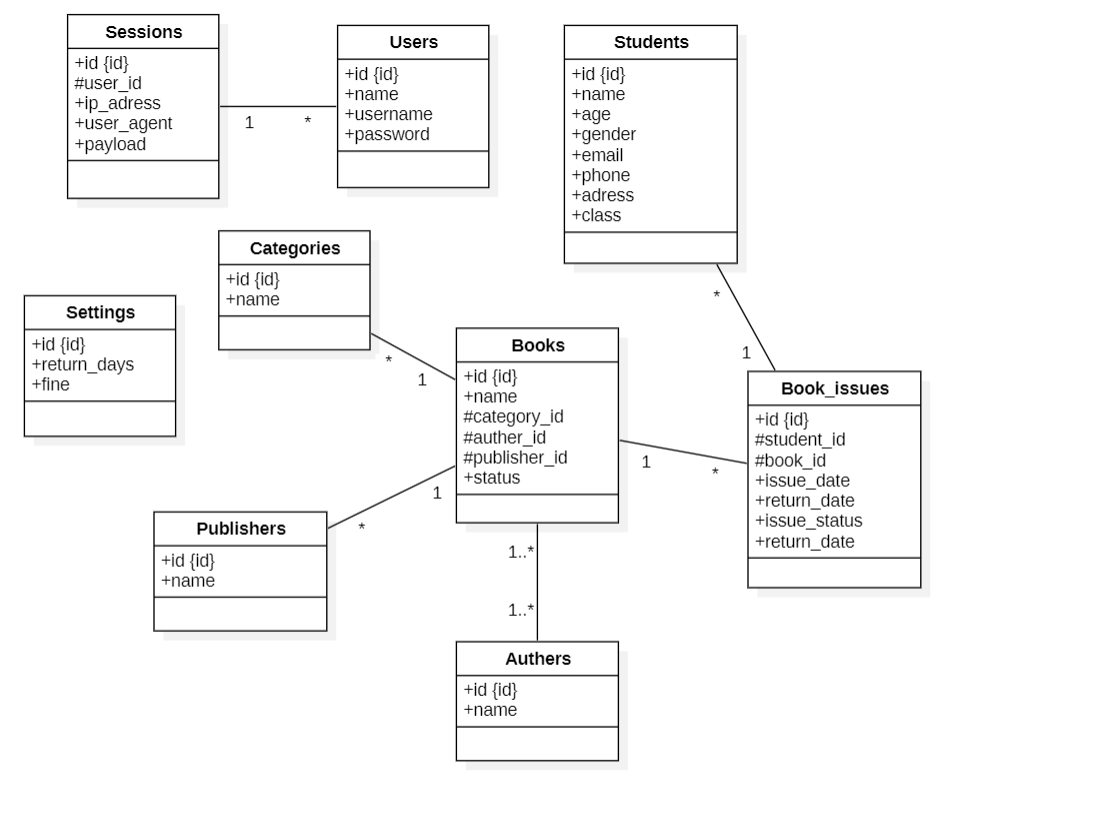 Sessions
+id {id}
#user_id
+ip_adress
+user_agent
+payload
1
*
Users
+id {id}
+name
+username
+password
Students
+id {id}
+name
+age
+gender
+email
+phone
+adress
+class
*
1
Categories
+id {id}
+name
*
1
Settings
+id {id}
+return_days
+fine
Books
+id {id}
+name
#category_id
#auther_id
#publisher_id
+status
1
*
Book_issues
+id {id}
#student_id
#book_id
+issue_date
+return_date
+issue_status
+return_date
1
*
Publishers
+id {id}
+name
1..*
1..*
Authers
+id {id}
+name